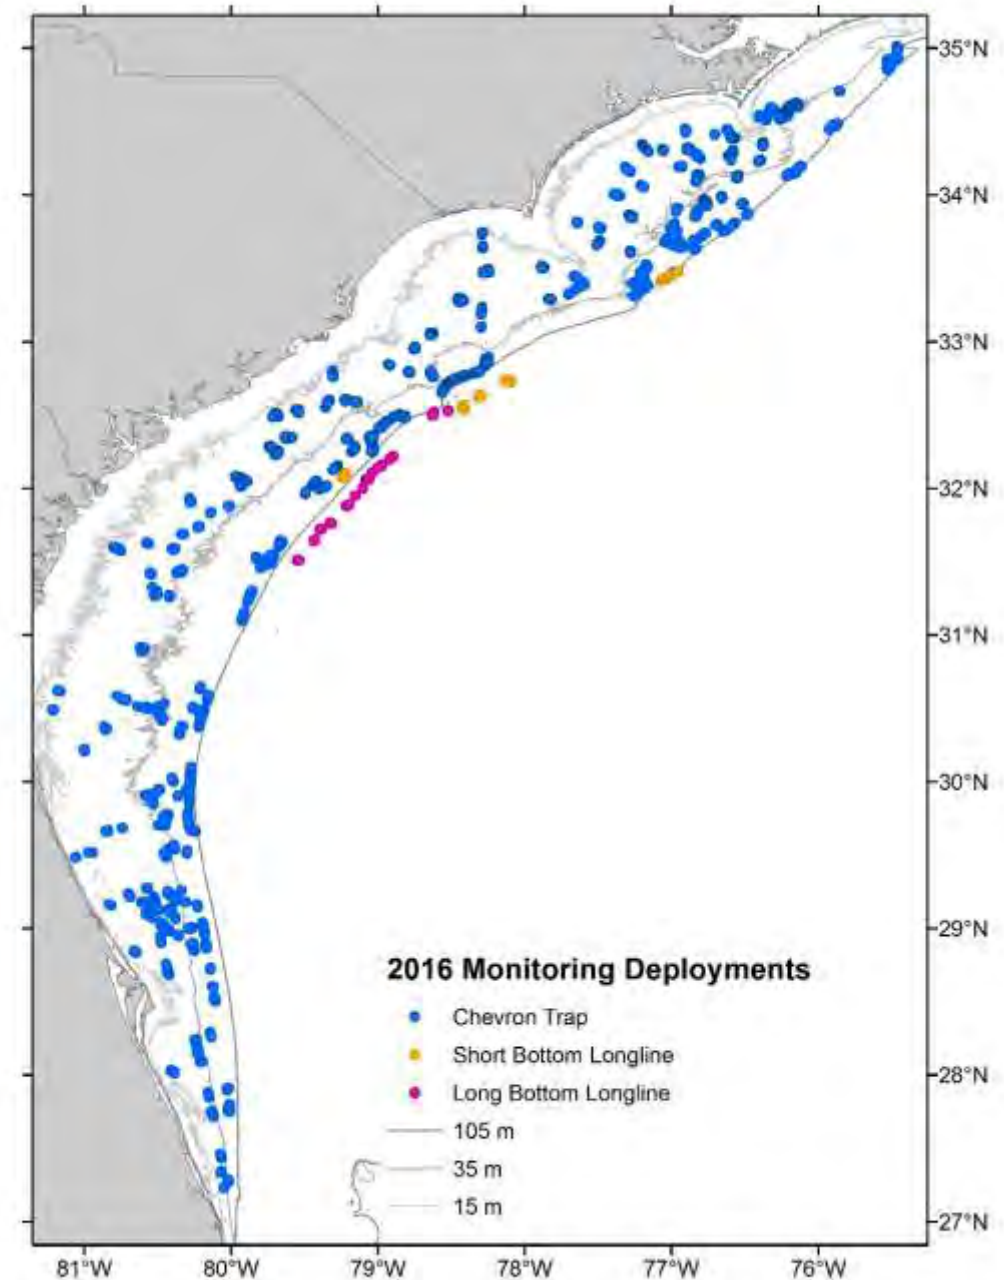 35°N
34°N
33°N
32°N
31°N
30°N
29°N
2016 Monitoring Deployments
Chevron Trap
Short Bottom Longline
28°N
Long Bottom Longline
105 m
35 m
15 m
27°N
81°W 80°W 79°W 78°W 77°W 76°W